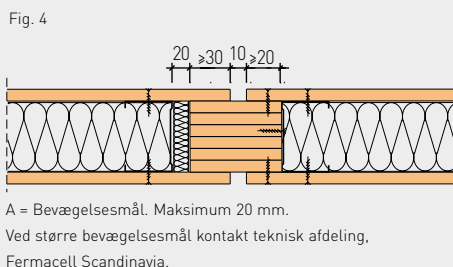 Fig. 4
20 ≥30 10 ≥20
A = Bevægelsesmål. Maksimum 20 mm.
Ved større bevægelsesmål kontakt teknisk afdeling,
Fermacell Scandinavia.